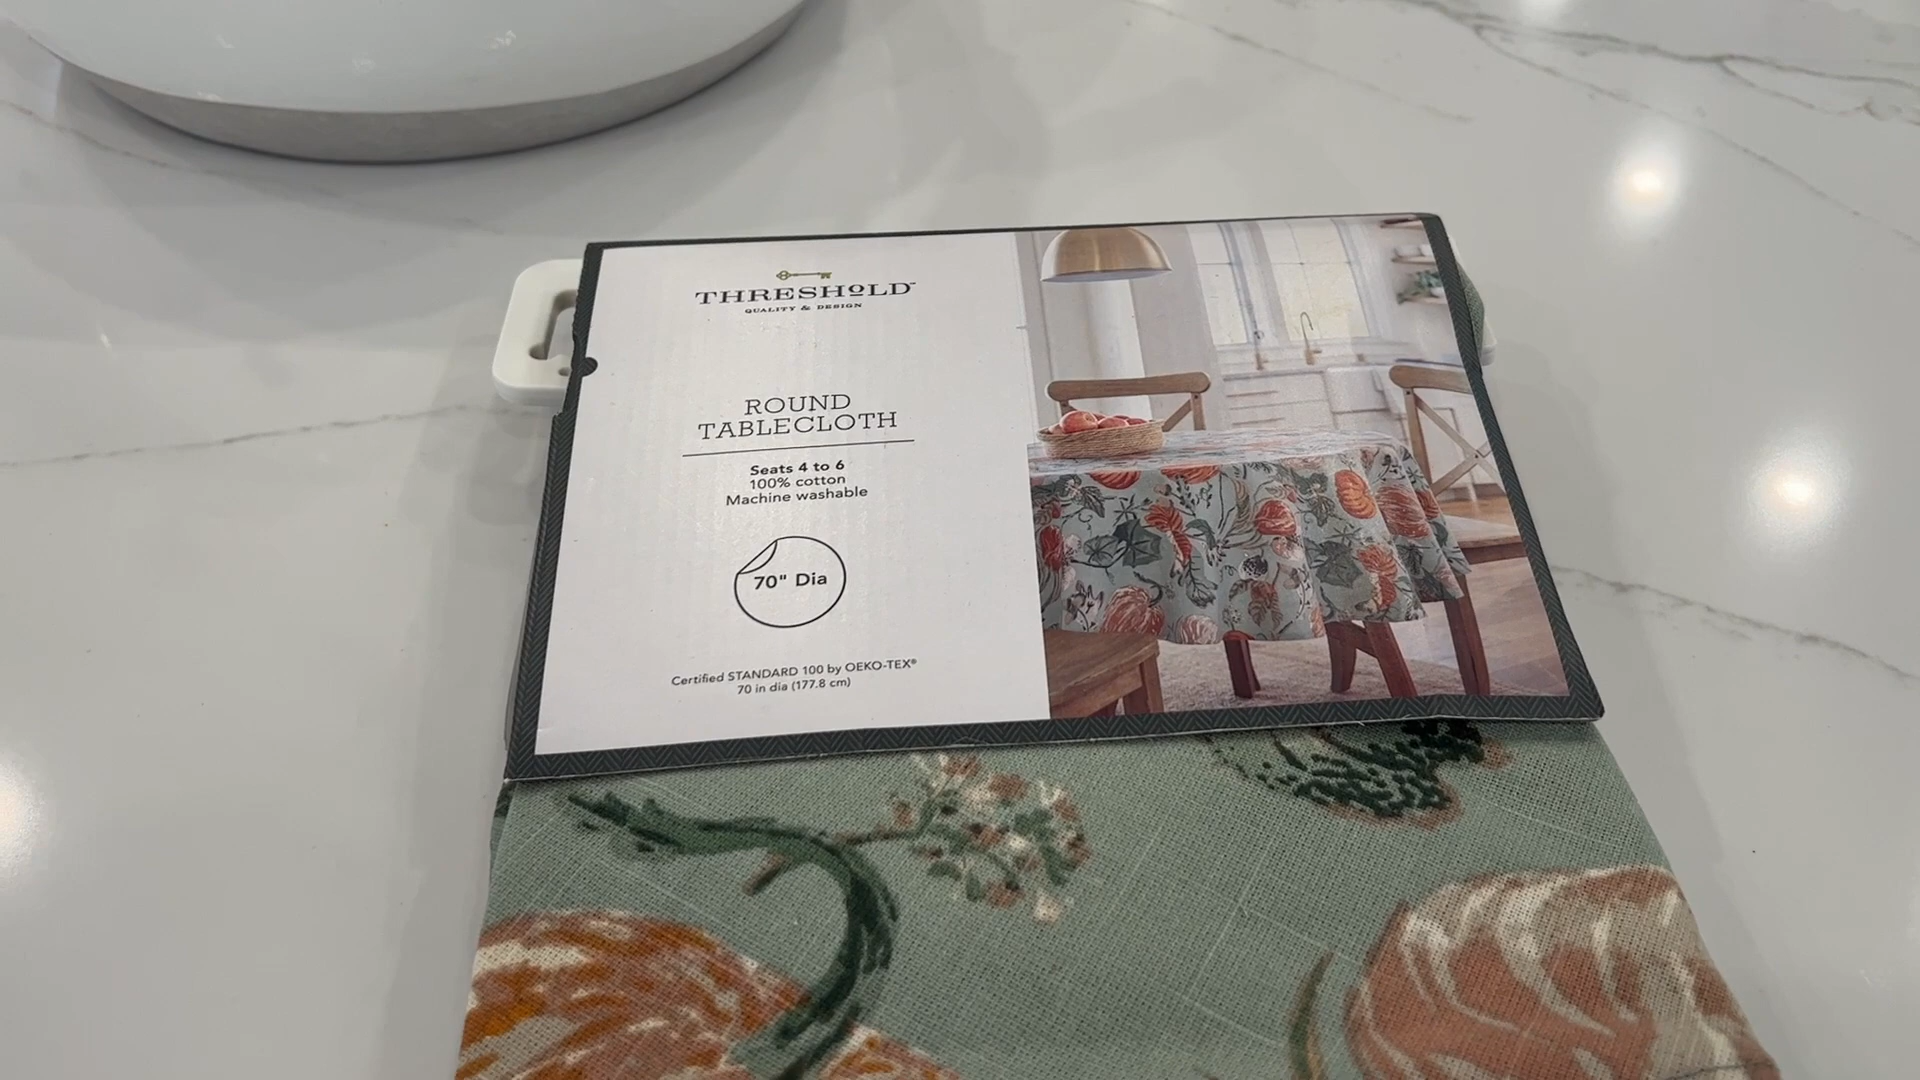 THRESHOLD™
QUALITY & DESIGN
ROUND
TABLECLOTH
Seats 4 to 6
100% cotton
Machine washable
70" Dia
Certified STANDARD 100 by OEKO-TEX®
70 in dia (177.8 cm)